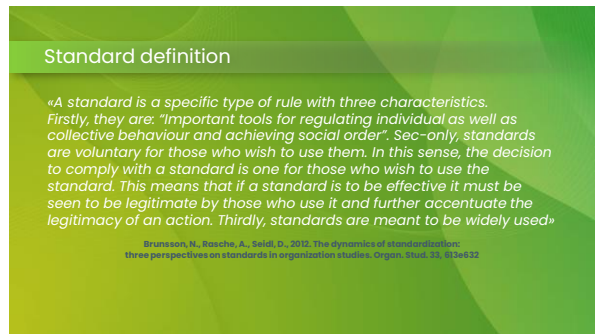 Standard definition
«A standard is a specific type of rule with three characteristics.
Firstly, they are: “Important tools for regulating individual as well as
collective behaviour and achieving social order”. Sec-only, standards
are voluntary for those who wish to use them. In this sense, the decision
to comply with a standard is one for those who wish to use the
standard. This means that if a standard is to be effective it must be
seen to be legitimate by those who use it and further accentuate the
legitimacy of an action. Thirdly, standards are meant to be widely used»
Brunsson, N., Rasche, A., Seidl, D., 2012. The dynamics of standardization:
three perspectives on standards in organization studies. Organ. Stud. 33, 613e632